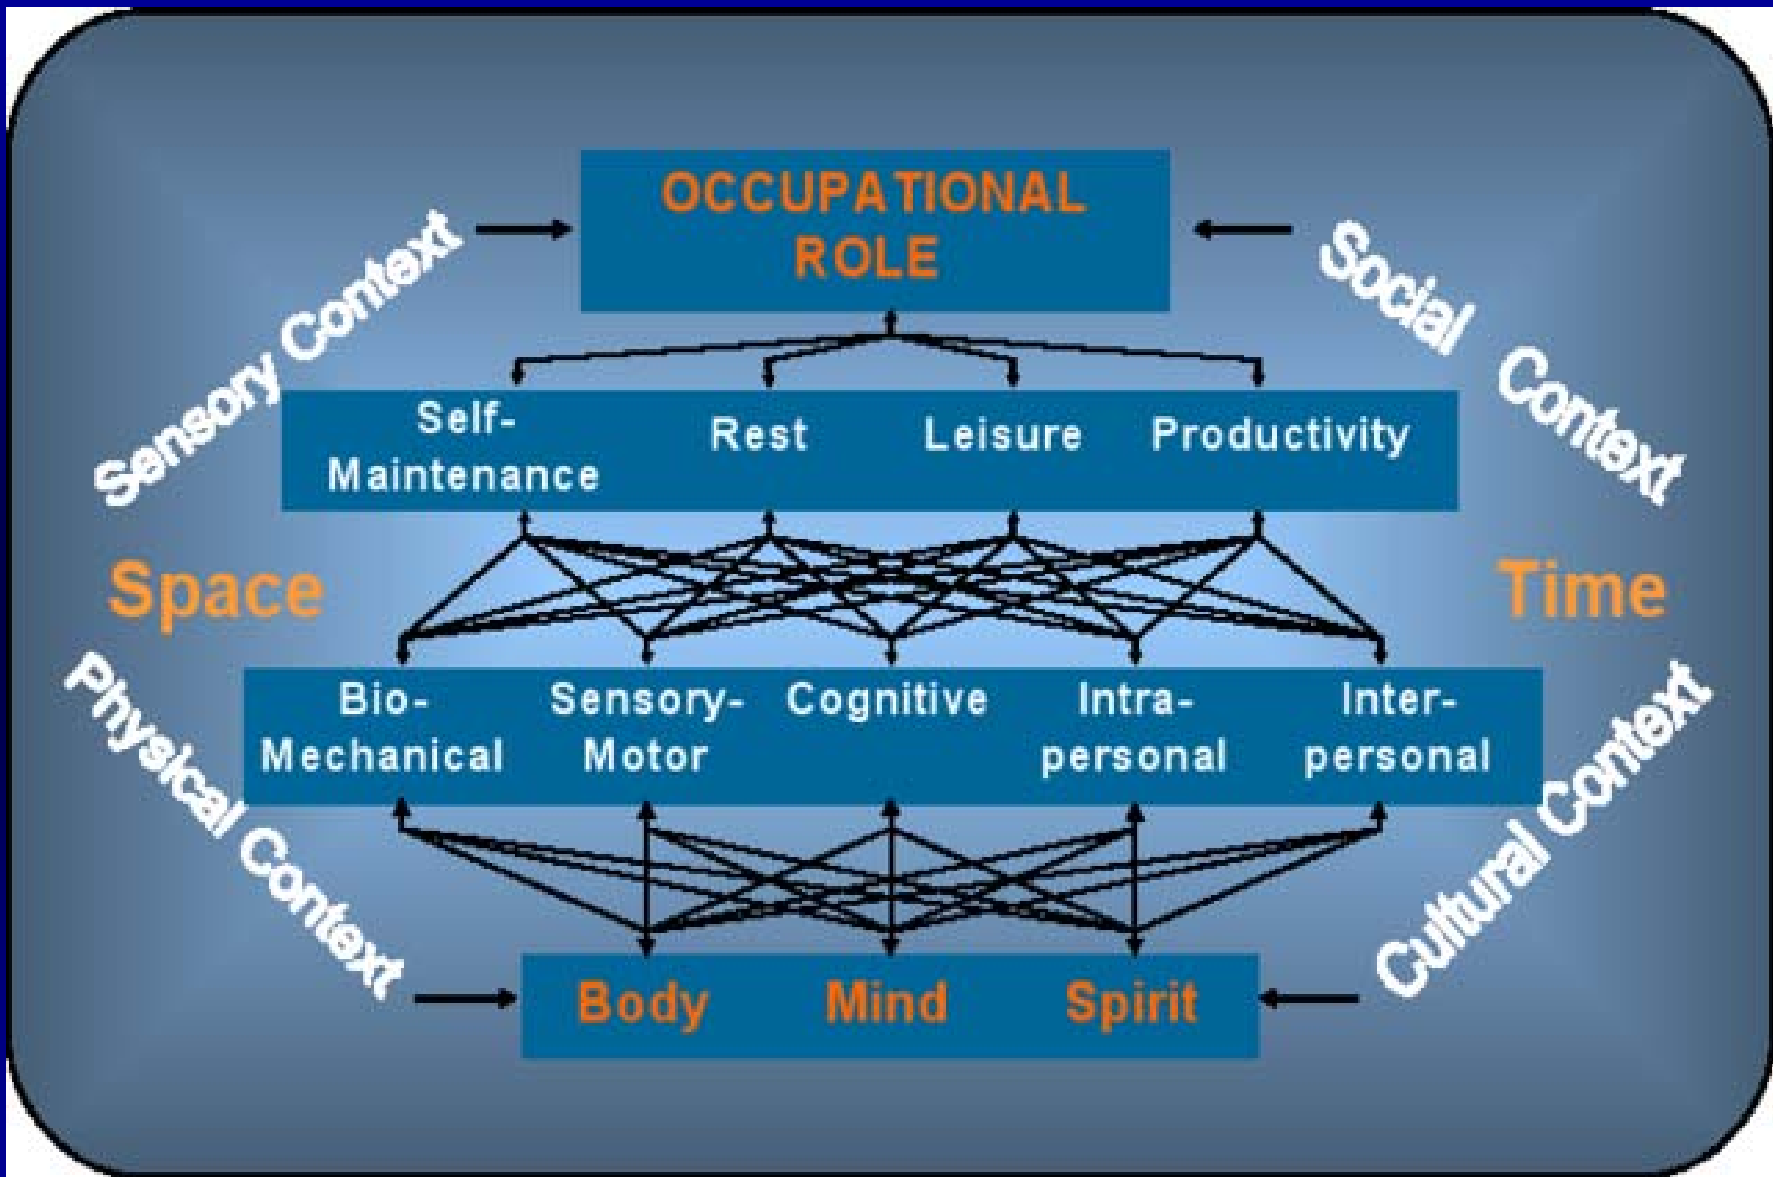 OCCUPATIONAL
ROLE
Sensory Context
Social Context
Self-
Maintenance
Rest
Leisure
Productivity
Space
Time
Bio-
Mechanical
Sensory-
Motor
Cognitive
Intra-
personal
Inter-
personal
Physical Context
Cultural Context
Body
Mind
Spirit